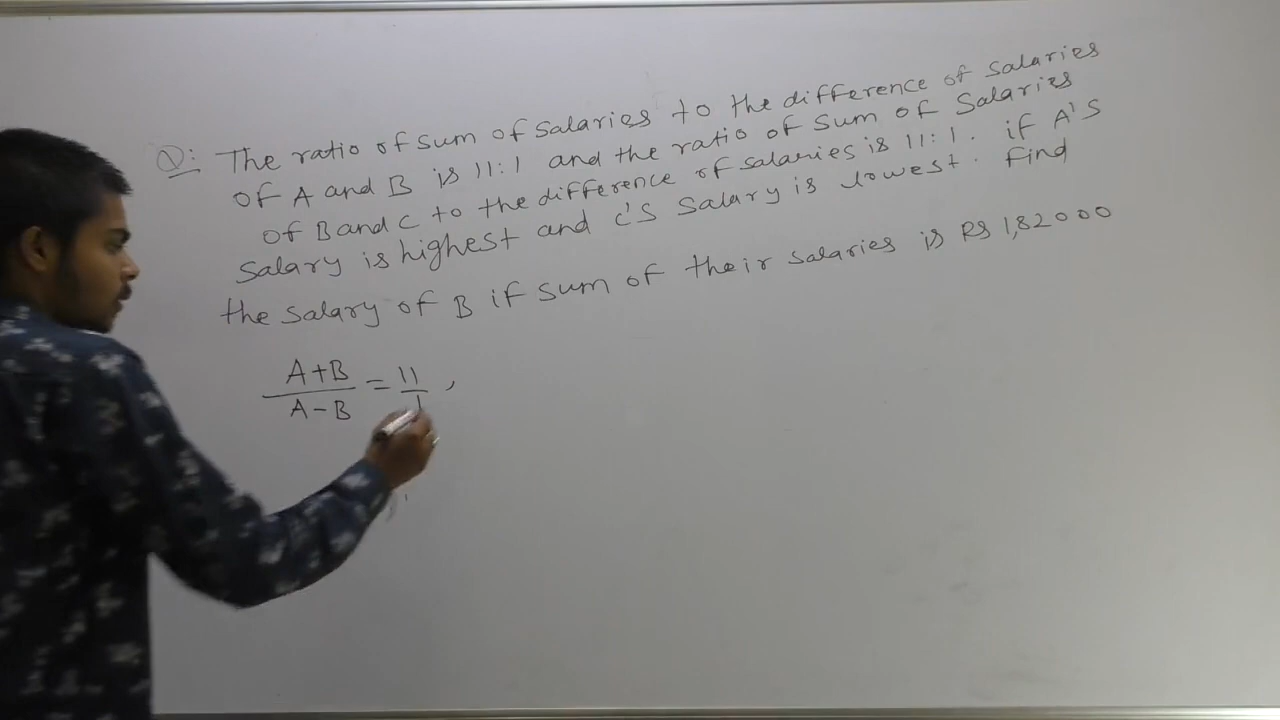 Q: The ratio of sum of salaries to the difference of salaries
of A and B is 11:1 and the ratio of sum of salaries
of B and C to the difference of salaries is 11:1. if A's
salary is highest and c's salary is lowest. find
the salary of B if sum of their salaries is Rs 1,82000
A+B
A-B
= 11
1
,